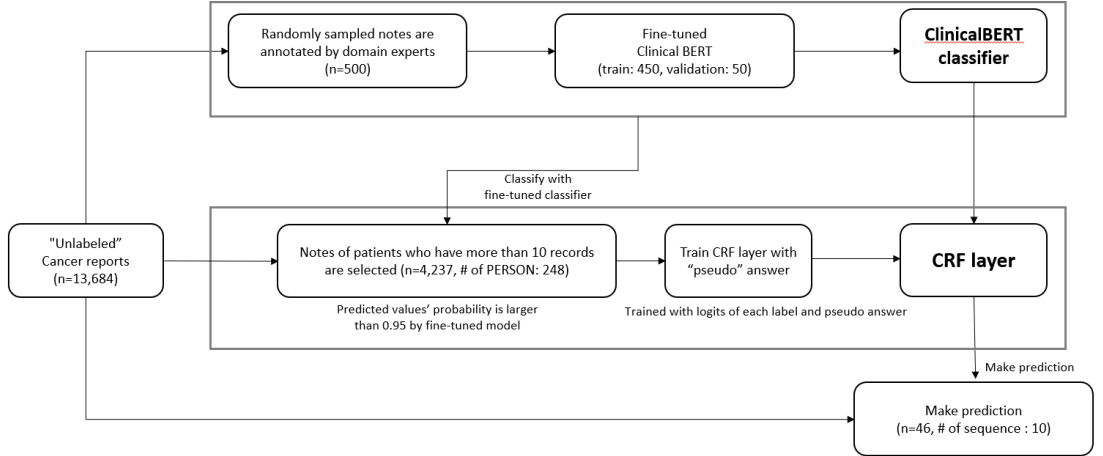 Randomly sampled notes are
annotated by domain experts
(n=500)
Fine-tuned
Clinical BERT
(train: 450, validation: 50)
ClinicalBERT
classifier
Classify with
fine-tuned classifier
"Unlabeled”
Cancer reports
(n=13,684)
Notes of patients who have more than 10 records
are selected (n=4,237, # of PERSON: 248)
Predicted values’ probability is larger
than 0.95 by fine-tuned model
Train CRF layer with
“pseudo” answer
Trained with logits of each label and pseudo answer
CRF layer
Make prediction
Make prediction
(n=46, # of sequence : 10)